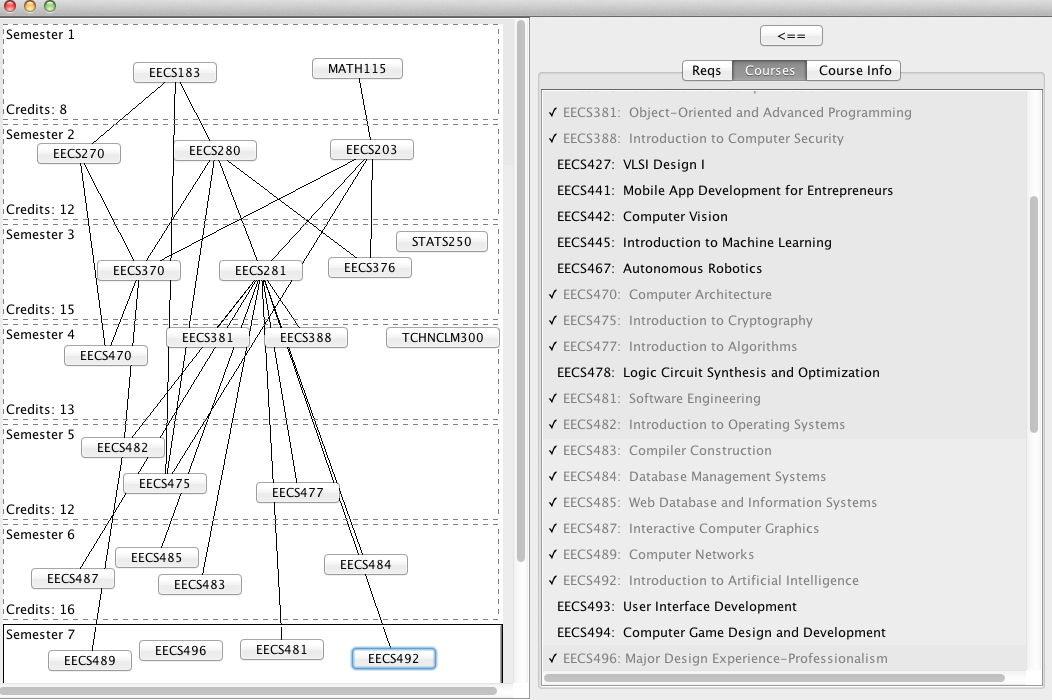 Semester 1
EECS183
MATH115
Credits: 8
Semester 2
EECS270
EECS280
EECS203
Credits: 12
Semester 3
STATS250
EECS370
EECS281
EECS376
Credits: 15
Semester 4
EECS381
EECS388
TCHNCLM300
EECS470
Credits: 13
Semester 5
EECS482
EECS475
EECS477
Credits: 12
Semester 6
EECS485
EECS484
EECS487
EECS483
Credits: 16
Semester 7
EECS489
EECS496
EECS481
EECS492
<==
Reqs
Courses
Course Info
✓ EECS381: Object-Oriented and Advanced Programming
✓ EECS388: Introduction to Computer Security
EECS427: VLSI Design I
EECS441: Mobile App Development for Entrepreneurs
EECS442: Computer Vision
EECS445: Introduction to Machine Learning
EECS467: Autonomous Robotics
✓ EECS470: Computer Architecture
✓ EECS475: Introduction to Cryptography
✓ EECS477: Introduction to Algorithms
EECS478: Logic Circuit Synthesis and Optimization
✓ EECS481: Software Engineering
✓ EECS482: Introduction to Operating Systems
✓ EECS483: Compiler Construction
✓ EECS484: Database Management Systems
✓ EECS485: Web Database and Information Systems
✓ EECS487: Interactive Computer Graphics
✓ EECS489: Computer Networks
✓ EECS492: Introduction to Artificial Intelligence
EECS493: User Interface Development
EECS494: Computer Game Design and Development
✓ EECS496: Major Design Experience-Professionalism